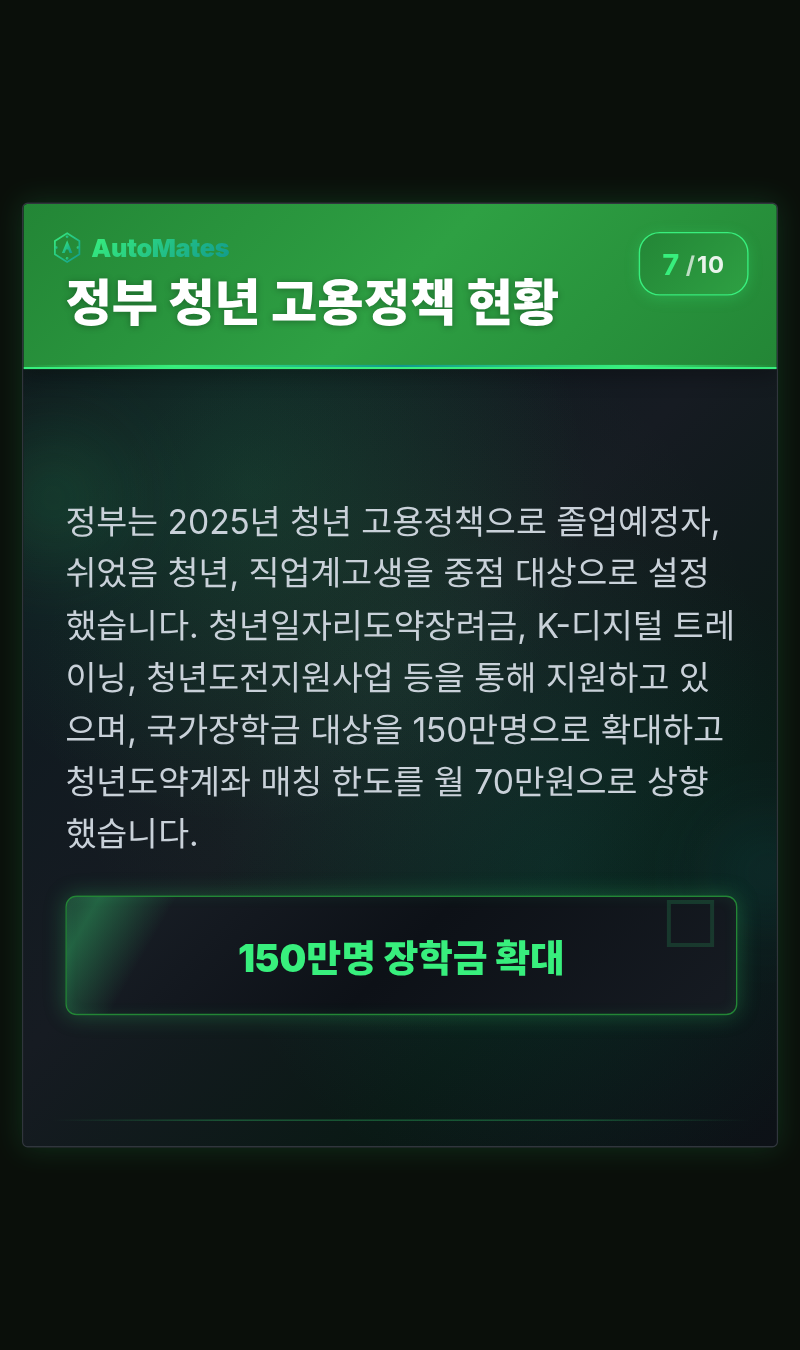 AutoMates
7 /10
정부 청년 고용정책 현황
정부는 2025년 청년 고용정책으로 졸업예정자,
쉬었음 청년, 직업계고생을 중점 대상으로 설정
했습니다. 청년일자리도약장려금, K-디지털 트레
이닝, 청년도전지원사업 등을 통해 지원하고 있
으며, 국가장학금 대상을 150만명으로 확대하고
청년도약계좌 매칭 한도를 월 70만원으로 상향
했습니다.
150만명 장학금 확대